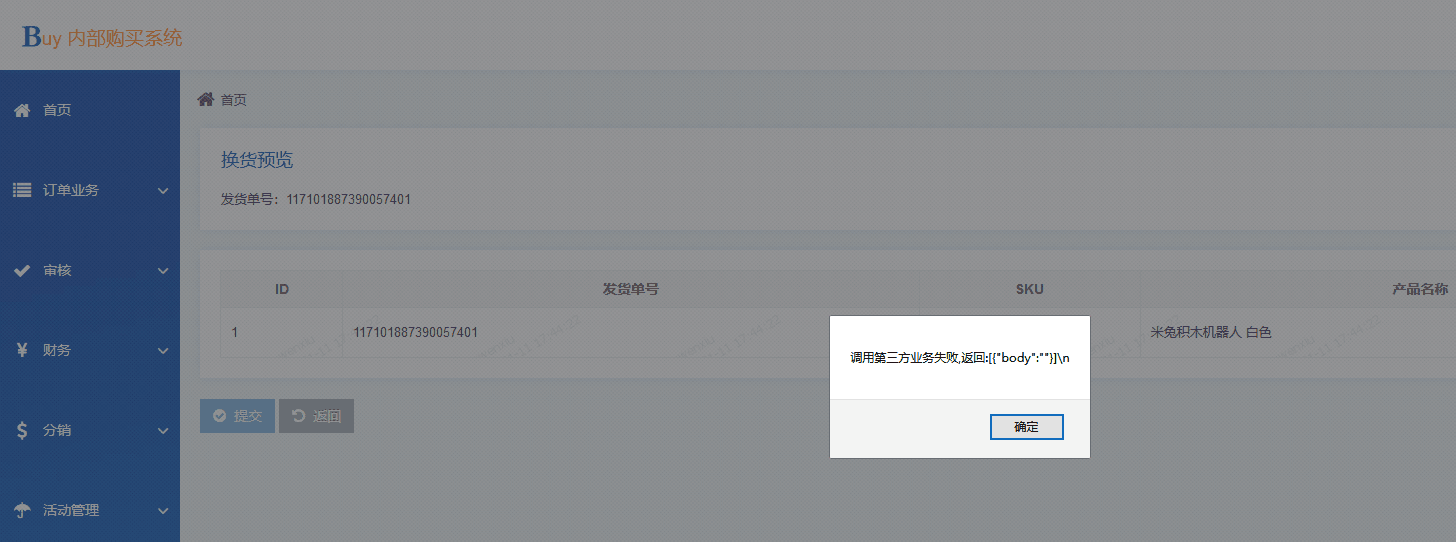 Buy 内部购买系统
首页
首页
换货预览
发货单号：117101887390057401
订单业务
审核
财务
分销
活动管理
ID 发货单号 SKU 产品名称
1 117101887390057401 米兔积木机器人 白色
调用第三方业务失败,返回:[{"body":""}]\n
确定
提交 返回